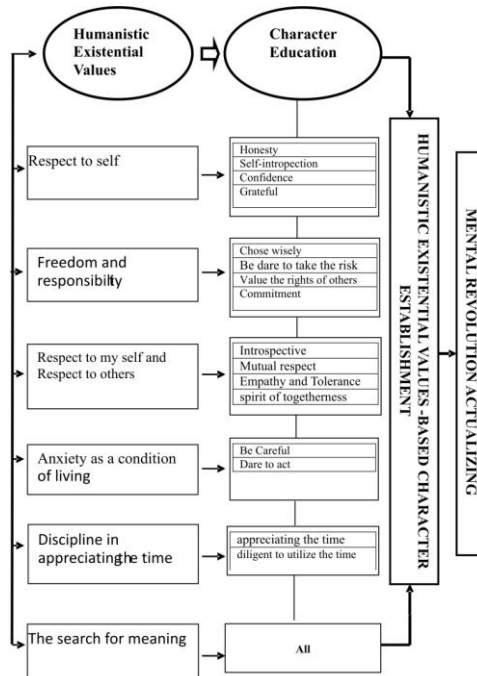 Humanistic
Existential
Values
Character
Education
Respect to self
Honesty
Self-intropection
Confidence
Grateful
Freedom and
responsibilty
Chose wisely
Be dare to take the risk
Value the rights of others
Commitment
Respect to my self and
Respect to others
Introspective
Mutual respect
Empathy and Tolerance
spirit of togetherness
Anxiety as a condition
of living
Be Careful
Dare to act
Discipline in
appreciating the time
appreciating the time
diligent to utilize the time
The search for meaning
All
HUMANISTIC EXISTENTIAL VALUES -BASED CHARACTER
ESTABLISHMENT
MENTAL REVOLUTION ACTUALIZING